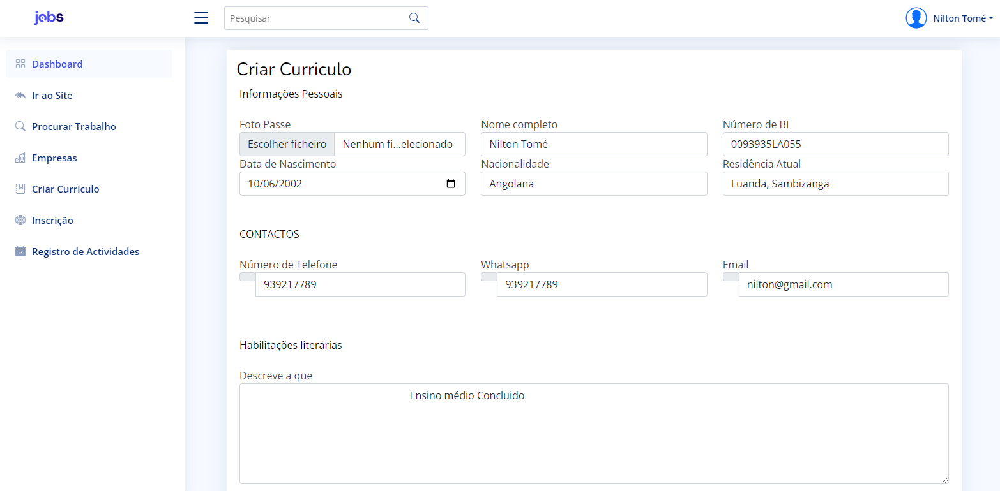 jobs
Pesquisar
Nilton Tomé
Dashboard
Ir ao Site
Procurar Trabalho
Empresas
Criar Curriculo
Inscrição
Registro de Actividades
Criar Curriculo
Informações Pessoais
Foto Passe
Escolher ficheiro Nenhum fi...elecionado
Nome completo
Nilton Tomé
Número de BI
0093935LA055
Data de Nascimento
10/06/2002
Nacionalidade
Angolana
Residência Atual
Luanda, Sambizanga
CONTACTOS
Número de Telefone
939217789
Whatsapp
939217789
Email
nilton@gmail.com
Habilitações literárias
Descreve a que
Ensino médio Concluido